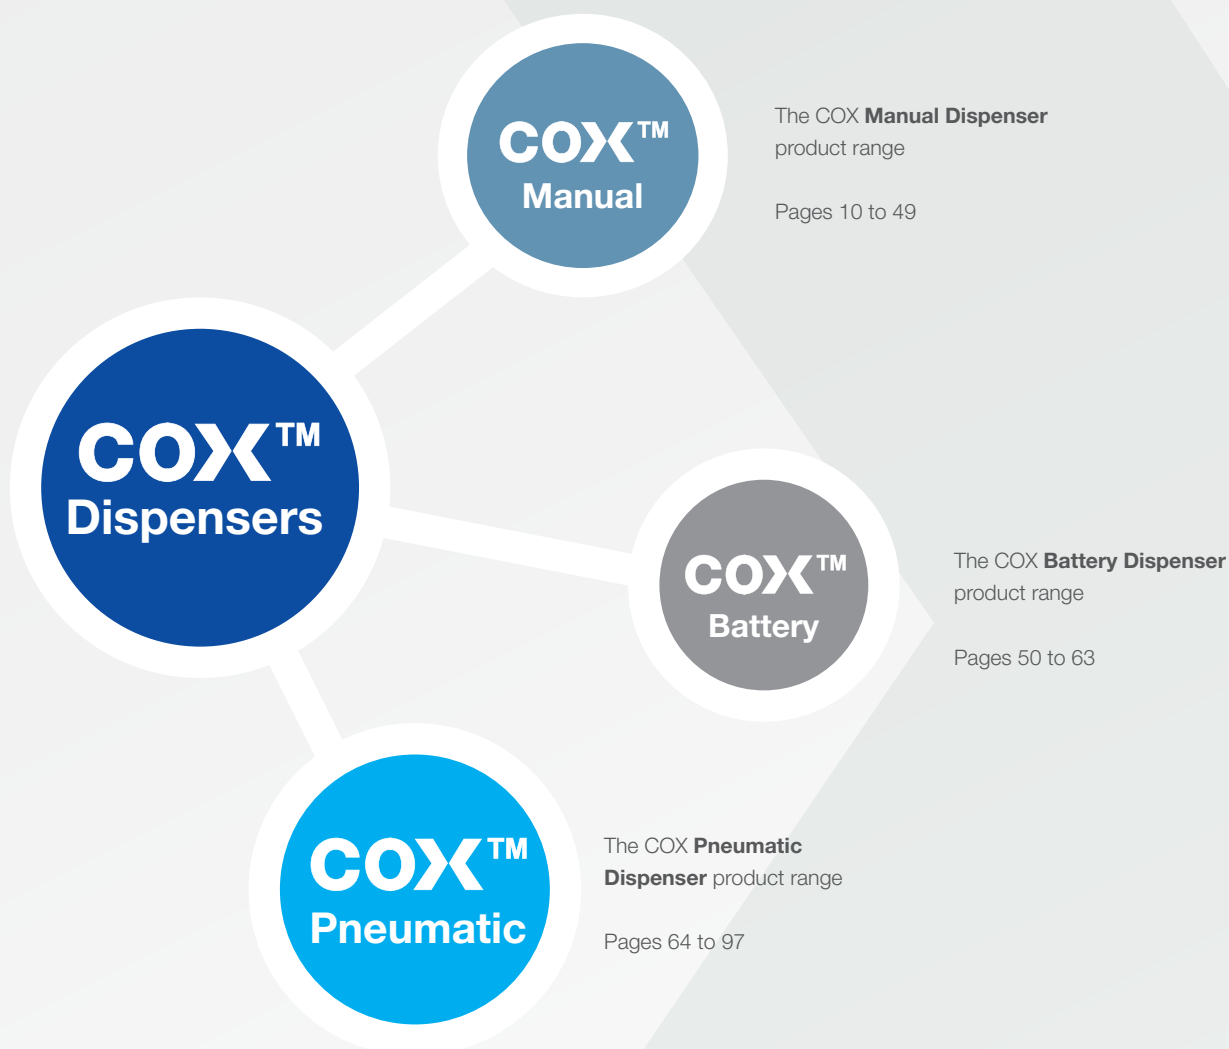 COX™
Manual
The COX Manual Dispenser
product range
Pages 10 to 49
COX™
Dispensers
COX™
Battery
The COX Battery Dispenser
product range
Pages 50 to 63
COX™
Pneumatic
The COX Pneumatic
Dispenser product range
Pages 64 to 97